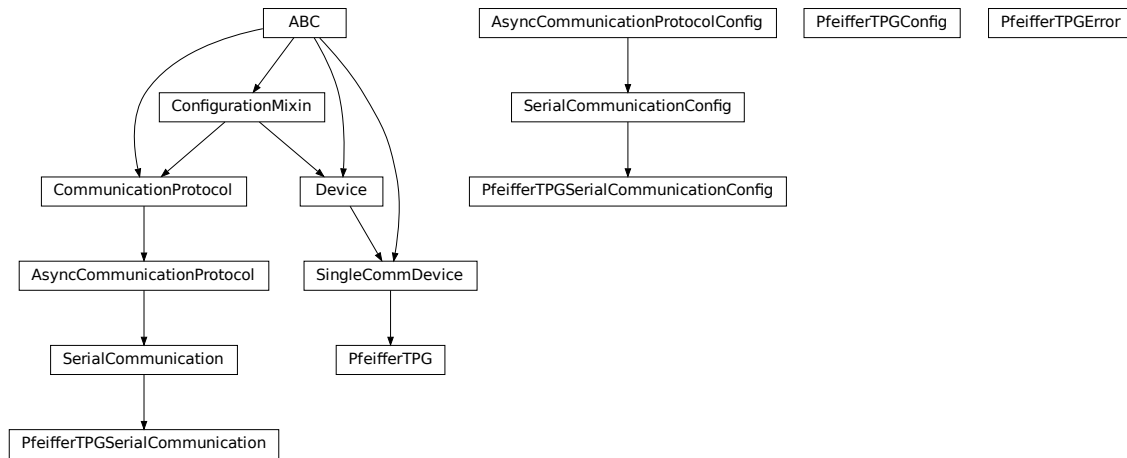 ABC
AsyncCommunicationProtocolConfig
PfeifferTPGConfig
PfeifferTPGError
ConfigurationMixin
SerialCommunicationConfig
CommunicationProtocol
Device
PfeifferTPGSerialCommunicationConfig
AsyncCommunicationProtocol
SingleCommDevice
SerialCommunication
PfeifferTPG
PfeifferTPGSerialCommunication